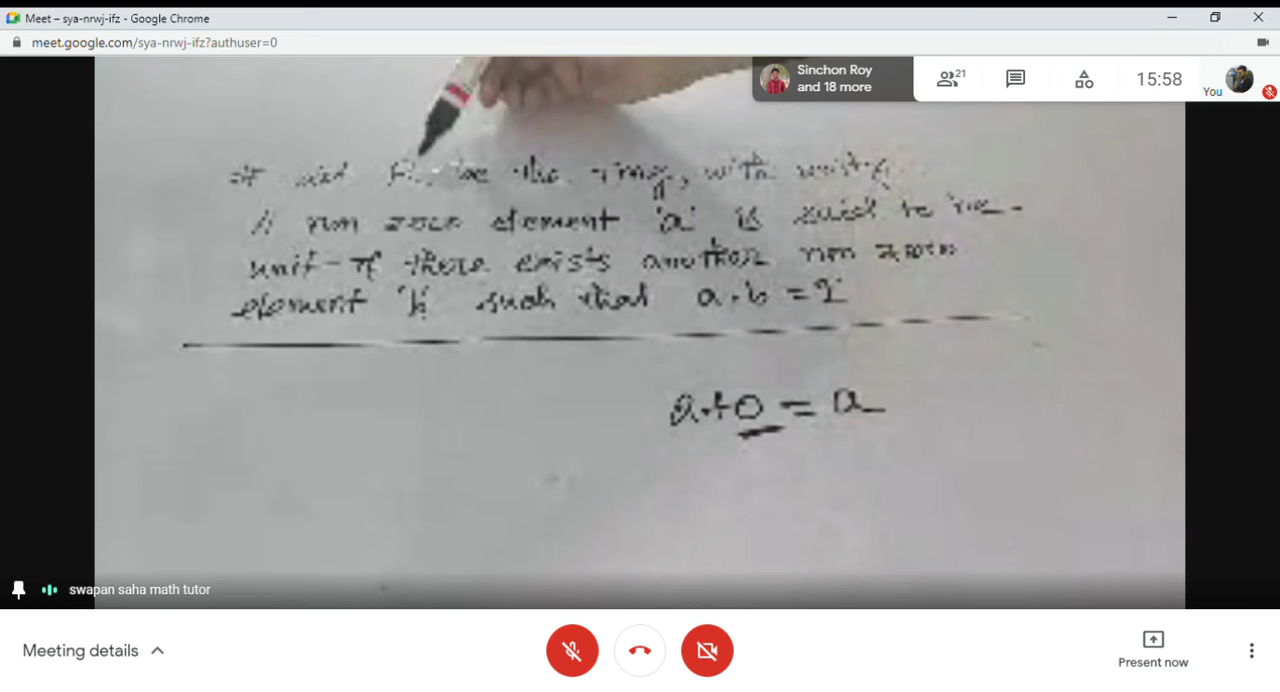 Meet – sya-nrwj-ifz - Google Chrome
meet.google.com/sya-nrwj-ifz?authuser=0
Sinchon Roy
and 18 more
21
15:58
You
be the ring, with unity
A non zero element 'a' is said to be
unit if there exists another non zero
element 'b' such that a.b = 1
a+0 = a
swapan saha math tutor
Meeting details
Present now